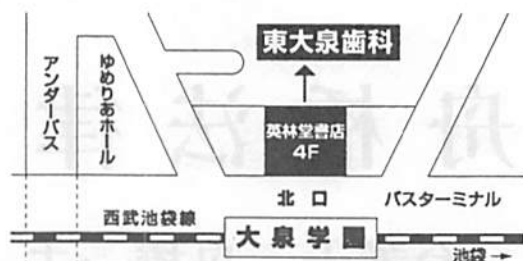 東大泉歯科
アンダーパス
ゆめりあホール
英林堂書店
4F
北口
バスターミナル
西武池袋線
大泉学園
池袋→